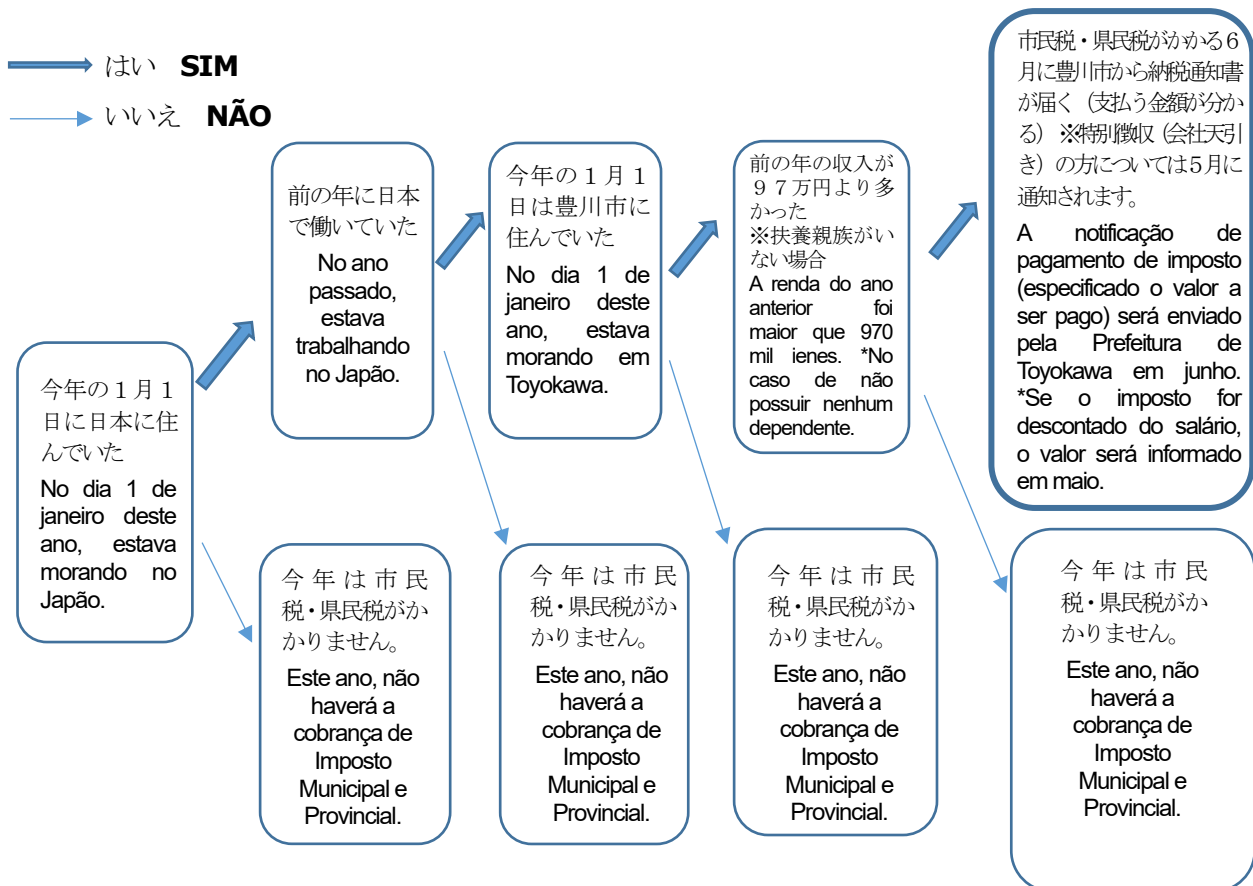 はい SIM
いいえ NÃO
今年の１月１
日に日本に住
んでいた
No dia 1 de
janeiro deste
ano, estava
morando no
Japão.
前の年に日本
で働いていた
No ano
passado,
estava
trabalhando
no Japão.
今年の１月１
日は豊川市に
住んでいた
No dia 1 de
janeiro deste
ano, estava
morando em
Toyokawa.
前の年の収入が
９７万円より多
かった
※扶養親族がい
ない場合
A renda do ano
anterior foi
maior que 970
mil ienes. *No
caso de não
possuir nenhum
dependente.
市民税・県民税がかかる６
月に豊川市から納税通知書
が届く（支払う金額が分か
る）※特別徴収（会社天引
き）の方については５月に
通知されます。
A notificação de
pagamento de imposto
(especificado o valor a
ser pago) será enviado
pela Prefeitura de
Toyokawa em junho.
*Se o imposto for
descontado do salário,
o valor será informado
em maio.
今年は市民
税・県民税がか
かりません。
Este ano, não
haverá a
cobrança de
Imposto
Municipal e
Provincial.
今年は市民
税・県民税がか
かりません。
Este ano, não
haverá a
cobrança de
Imposto
Municipal e
Provincial.
今年は市民
税・県民税がか
かりません。
Este ano, não
haverá a
cobrança de
Imposto
Municipal e
Provincial.
今年は市民
税・県民税がか
かりません。
Este ano, não
haverá a
cobrança de
Imposto
Municipal e
Provincial.